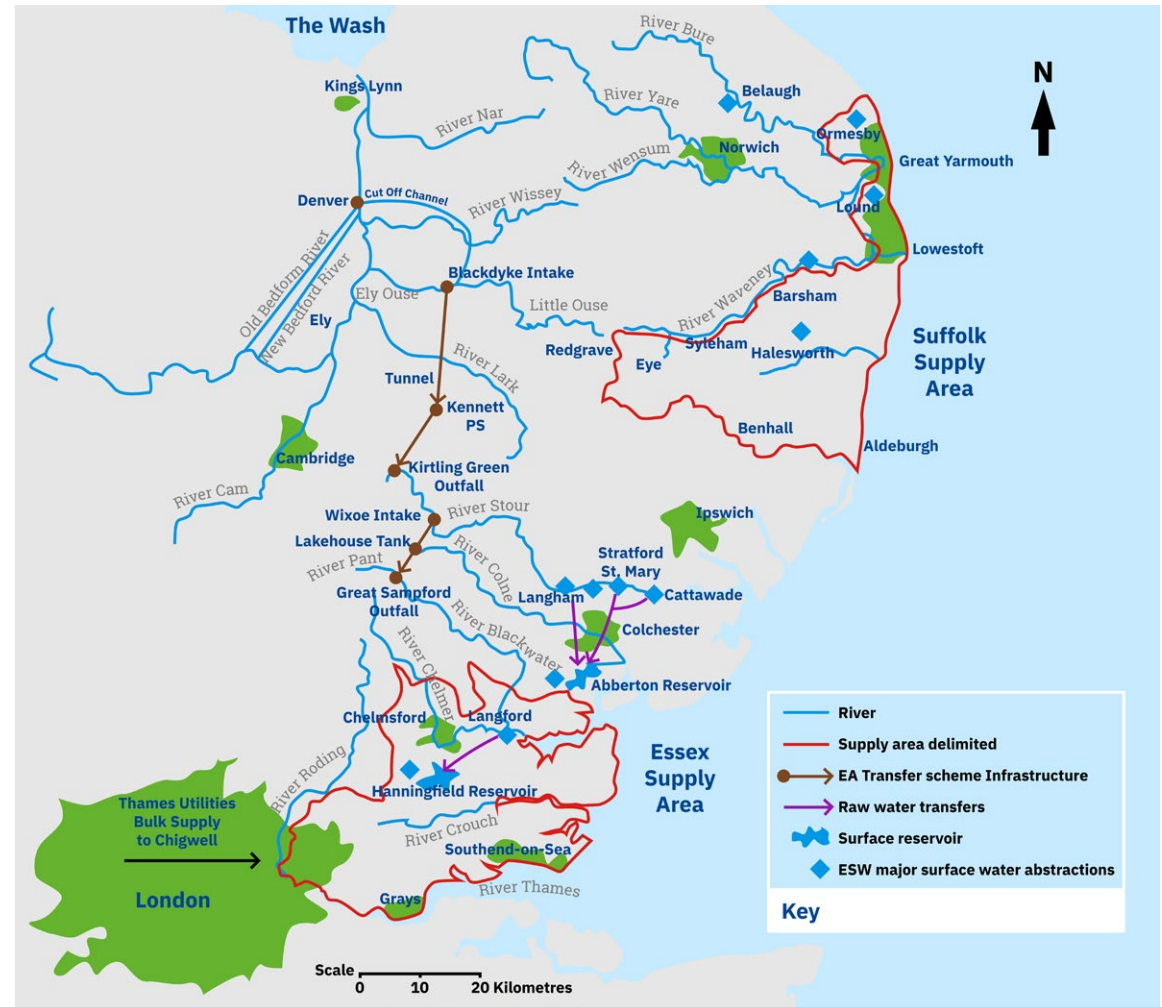 The Wash
River Bure
N
Kings Lynn
Belaugh
River Yare
River Nar
Ormesby
Norwich
Great Yarmouth
River Wensum
Cut Off Channel
River Wissey
Denver
Lound
Lowestoft
Old Bedform River
New Bedford River
Blackdyke Intake
River Waveney
Barsham
Ely Ouse
Little Ouse
Ely
Suffolk
Supply
Area
Redgrave
Syleham
Eye
Halesworth
River Lark
Tunnel
Kennett
PS
Benhall
Aldeburgh
Cambridge
Kirtling Green
Outfall
River Cam
Wixoe Intake
River Stour
Ipswich
Lakehouse Tank
River Pant
River Colne
Stratford
St. Mary
Great Sampford
Outfall
Langham
Cattawade
Colchester
River Blackwater
River Chelmer
Abberton Reservoir
Chelmsford
Langford
River Roding
Essex
Supply
Area
Hanningfield Reservoir
Thames Utilities
Bulk Supply
to Chigwell
River Crouch
Southend-on-Sea
London
River Thames
Grays
River
Supply area delimited
EA Transfer scheme Infrastructure
Raw water transfers
Surface reservoir
ESW major surface water abstractions
Key
Scale
0 10 20 Kilometres